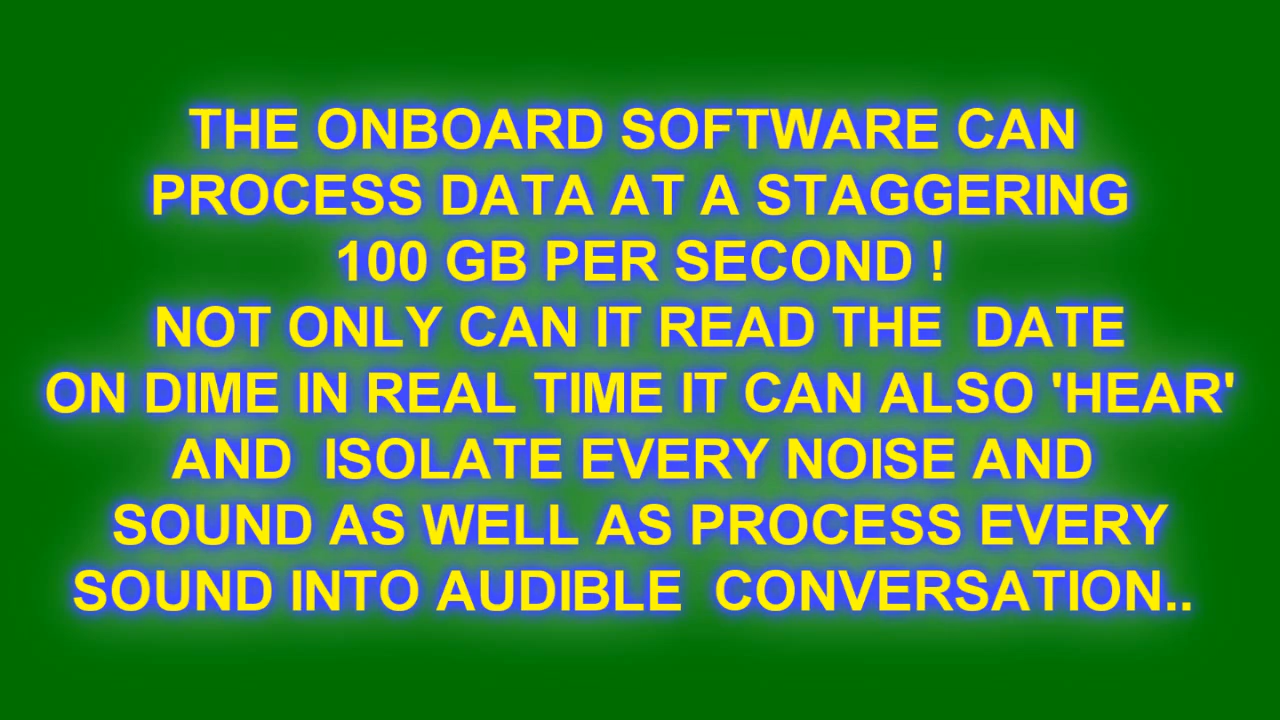 THE ONBOARD SOFTWARE CAN
PROCESS DATA AT A STAGGERING
100 GB PER SECOND !
NOT ONLY CAN IT READ THE  DATE
ON DIME IN REAL TIME IT CAN ALSO 'HEAR'
AND  ISOLATE EVERY NOISE AND
SOUND AS WELL AS PROCESS EVERY
SOUND INTO AUDIBLE  CONVERSATION..